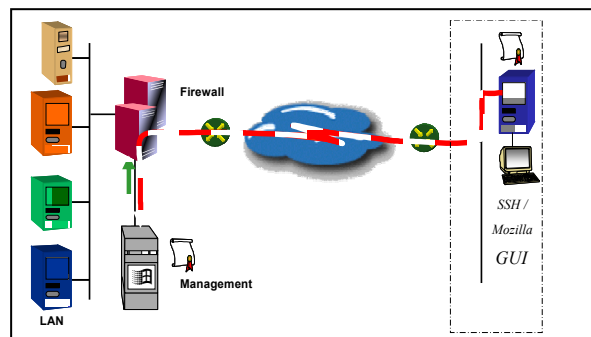 Firewall
SSH /
Mozilla
GUI
Management
LAN